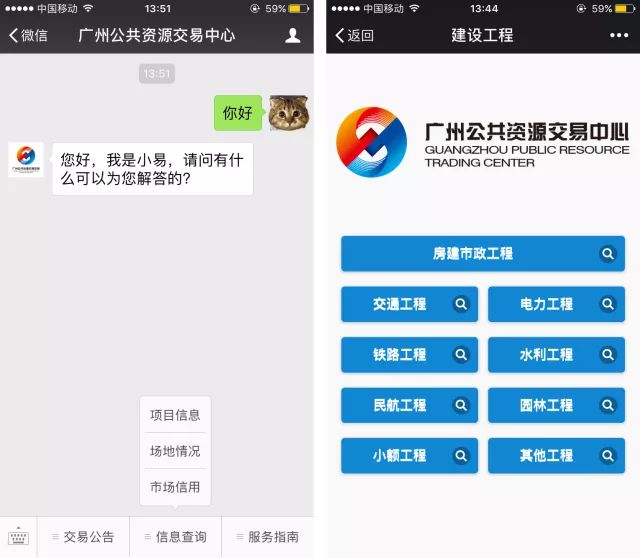 中国移动
13:51
59%
微信
广州公共资源交易中心
13:51
你好
您好，我是小易，请问有什
么可以为您解答的？
项目信息
场地情况
市场信用
交易公告
信息查询
服务指南
中国移动
13:44
59%
返回
建设工程
广州公共资源交易中心
GUANGZHOU PUBLIC RESOURCE
TRADING CENTER
房建市政工程
交通工程
电力工程
铁路工程
水利工程
民航工程
园林工程
小额工程
其他工程